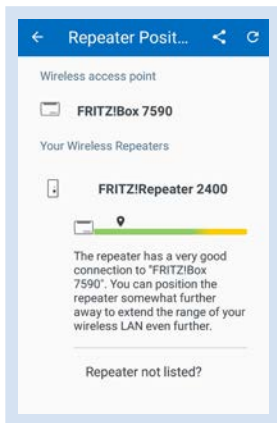 Repeater Posit...
Wireless access point
FRITZ!Box 7590
Your Wireless Repeaters
FRITZ!Repeater 2400
The repeater has a very good
connection to "FRITZ!Box
7590". You can position the
repeater somewhat further
away to extend the range of your
wireless LAN even further.
Repeater not listed?